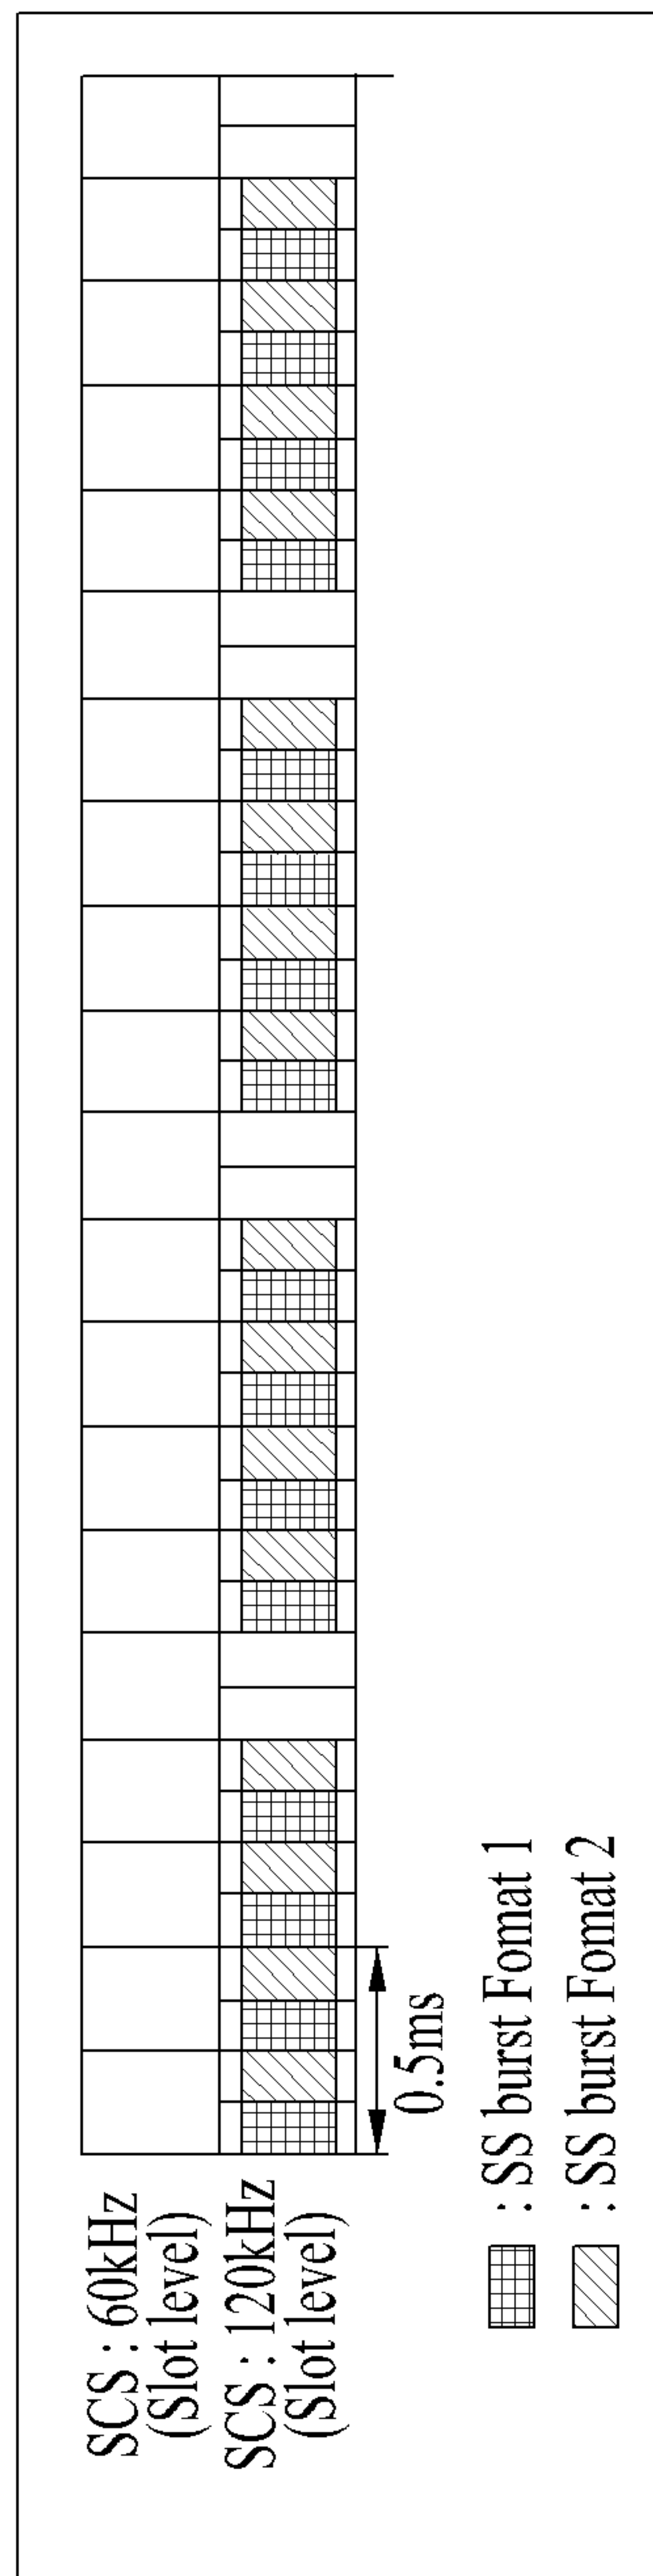 SCS : 60kHz
(Slot level)
SCS : 120kHz
(Slot level)
0.5ms
: SS burst Fomat 1
: SS burst Fomat 2